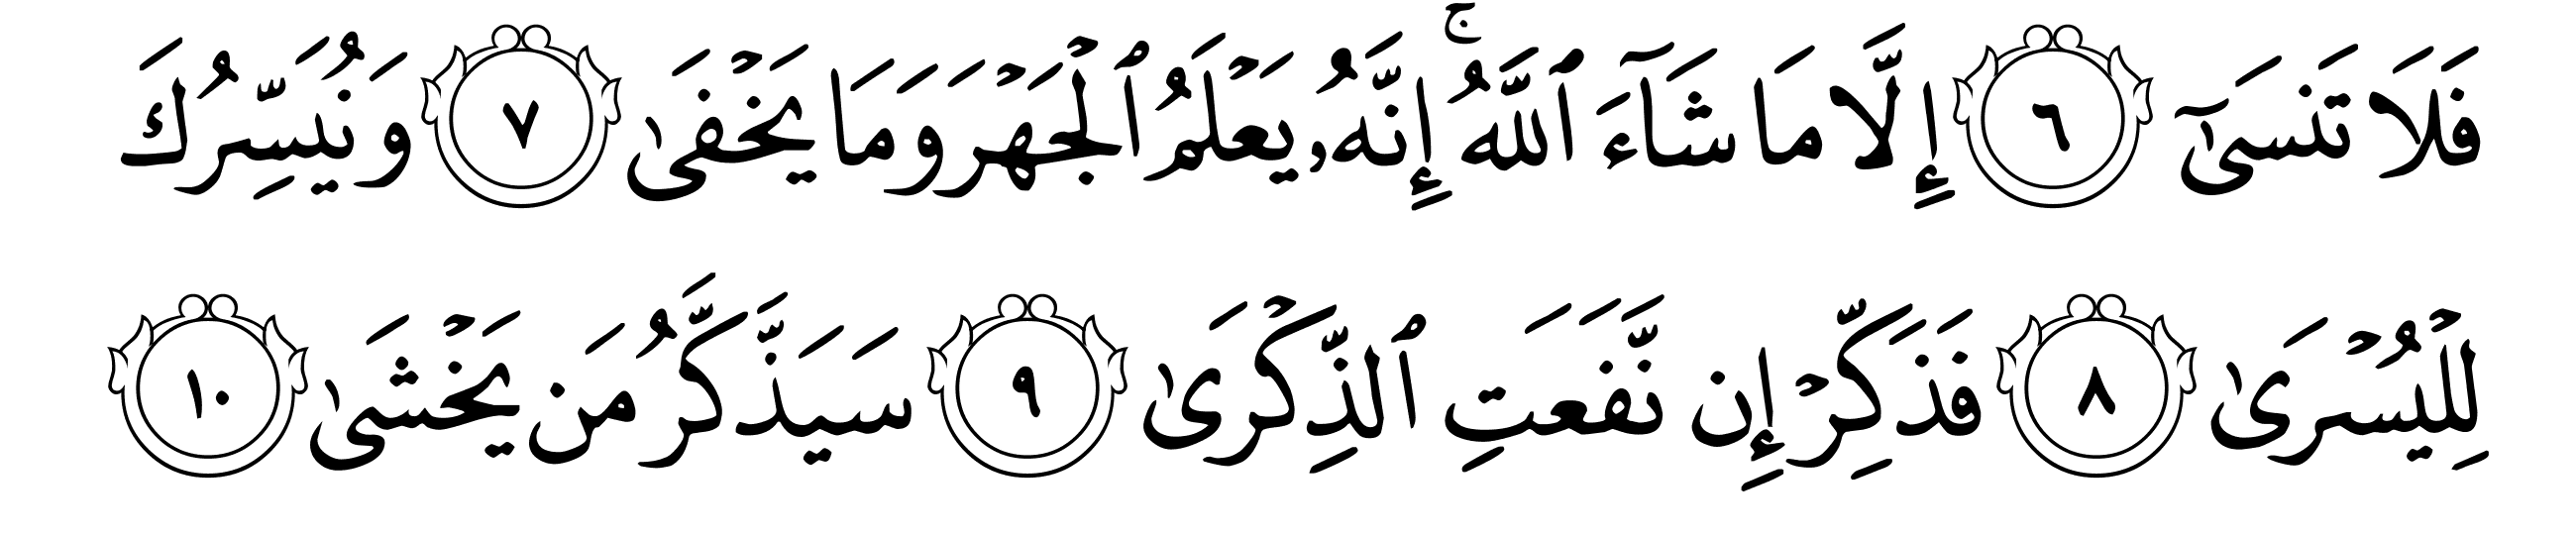 فَلَا تَنسَىٰٓ ٦ إِلَّا مَا شَآءَ ٱللَّهُۚ إِنَّهُۥ يَعۡلَمُ ٱلۡجَهۡرَ وَمَا يَخۡفَىٰ ٧ وَنُيَسِّرُكَ
لِلۡيُسۡرَىٰ ٨ فَذَكِّرۡ إِن نَّفَعَتِ ٱلذِّكۡرَىٰ ٩ سَيَذَّكَّرُ مَن يَخۡشَىٰ ١٠